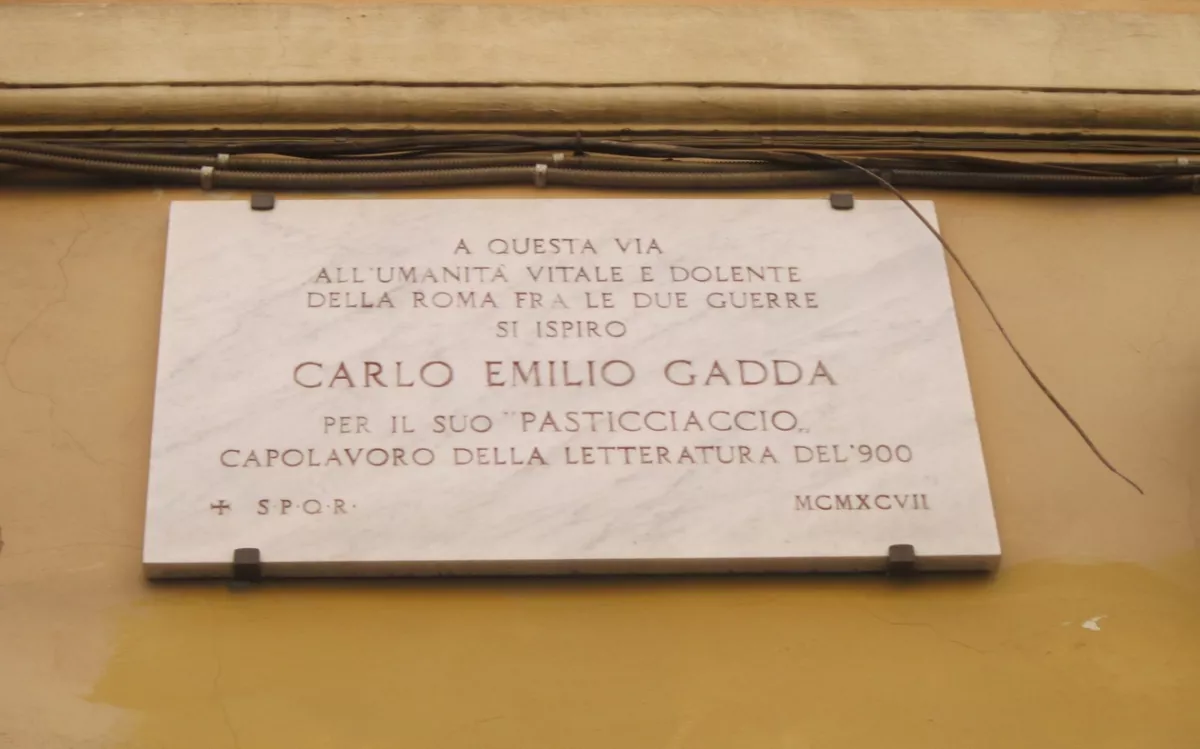 A QUESTA VIA
ALL'UMANITÀ VITALE E DOLENTE
DELLA ROMA FRA LE DUE GUERRE
SI ISPIRO
CARLO EMILIO GADDA
PER IL SUO "PASTICCIACCIO„
CAPOLAVORO DELLA LETTERATURA DEL'900
✠ S·P·Q·R· MCMXCVII